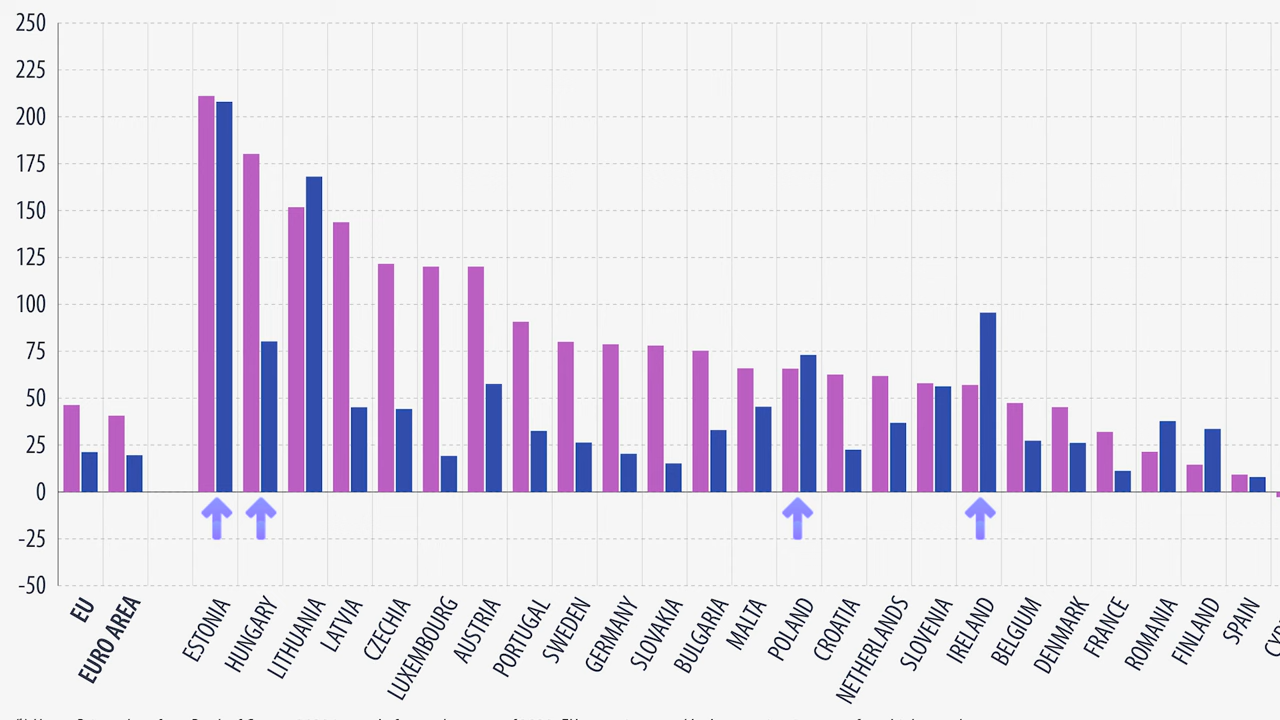 250
225
200
175
150
125
100
75
50
25
0
-25
-50
EU
EURO AREA
ESTONIA
HUNGARY
LITHUANIA
LATVIA
CZECHIA
LUXEMBOURG
AUSTRIA
PORTUGAL
SWEDEN
GERMANY
SLOVAKIA
BULGARIA
MALTA
POLAND
CROATIA
NETHERLANDS
SLOVENIA
IRELAND
BELGIUM
DENMARK
FRANCE
ROMANIA
FINLAND
SPAIN